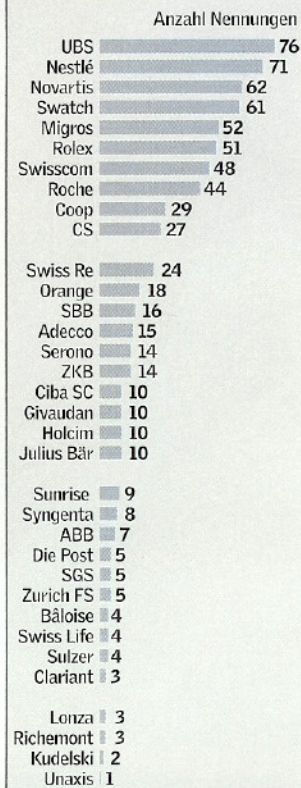 Anzahl Nennungen
UBS 76
Nestlé 71
Novartis 62
Swatch 61
Migros 52
Rolex 51
Swisscom 48
Roche 44
Coop 29
CS 27
Swiss Re 24
Orange 18
SBB 16
Adecco 15
Serono 14
ZKB 14
Ciba SC 10
Givaudan 10
Holcim 10
Julius Bär 10
Sunrise 9
Syngenta 8
ABB 7
Die Post 5
SGS 5
Zurich FS 5
Bâloise 4
Swiss Life 4
Sulzer 4
Clariant 3
Lonza 3
Richemont 3
Kudelski 2
Unaxis 1